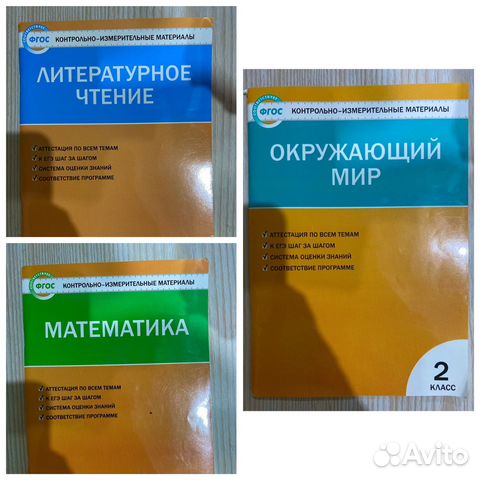 ФГОС
КОНТРОЛЬНО-ИЗМЕРИТЕЛЬНЫЕ МАТЕРИАЛЫ
ЛИТЕРАТУРНОЕ
ЧТЕНИЕ
АТТЕСТАЦИЯ ПО ВСЕМ ТЕМАМ
К ЕГЭ ШАГ ЗА ШАГОМ
СИСТЕМА ОЦЕНКИ ЗНАНИЙ
СООТВЕТСТВИЕ ПРОГРАММЕ
ФГОС
КОНТРОЛЬНО-ИЗМЕРИТЕЛЬНЫЕ МАТЕРИАЛЫ
МАТЕМАТИКА
АТТЕСТАЦИЯ ПО ВСЕМ ТЕМАМ
К ЕГЭ ШАГ ЗА ШАГОМ
СИСТЕМА ОЦЕНКИ ЗНАНИЙ
СООТВЕТСТВИЕ ПРОГРАММЕ
ФГОС
КОНТРОЛЬНО-ИЗМЕРИТЕЛЬНЫЕ МАТЕРИАЛЫ
ОКРУЖАЮЩИЙ
МИР
АТТЕСТАЦИЯ ПО ВСЕМ ТЕМАМ
К ЕГЭ ШАГ ЗА ШАГОМ
СИСТЕМА ОЦЕНКИ ЗНАНИЙ
СООТВЕТСТВИЕ ПРОГРАММЕ
2
КЛАСС
Avito